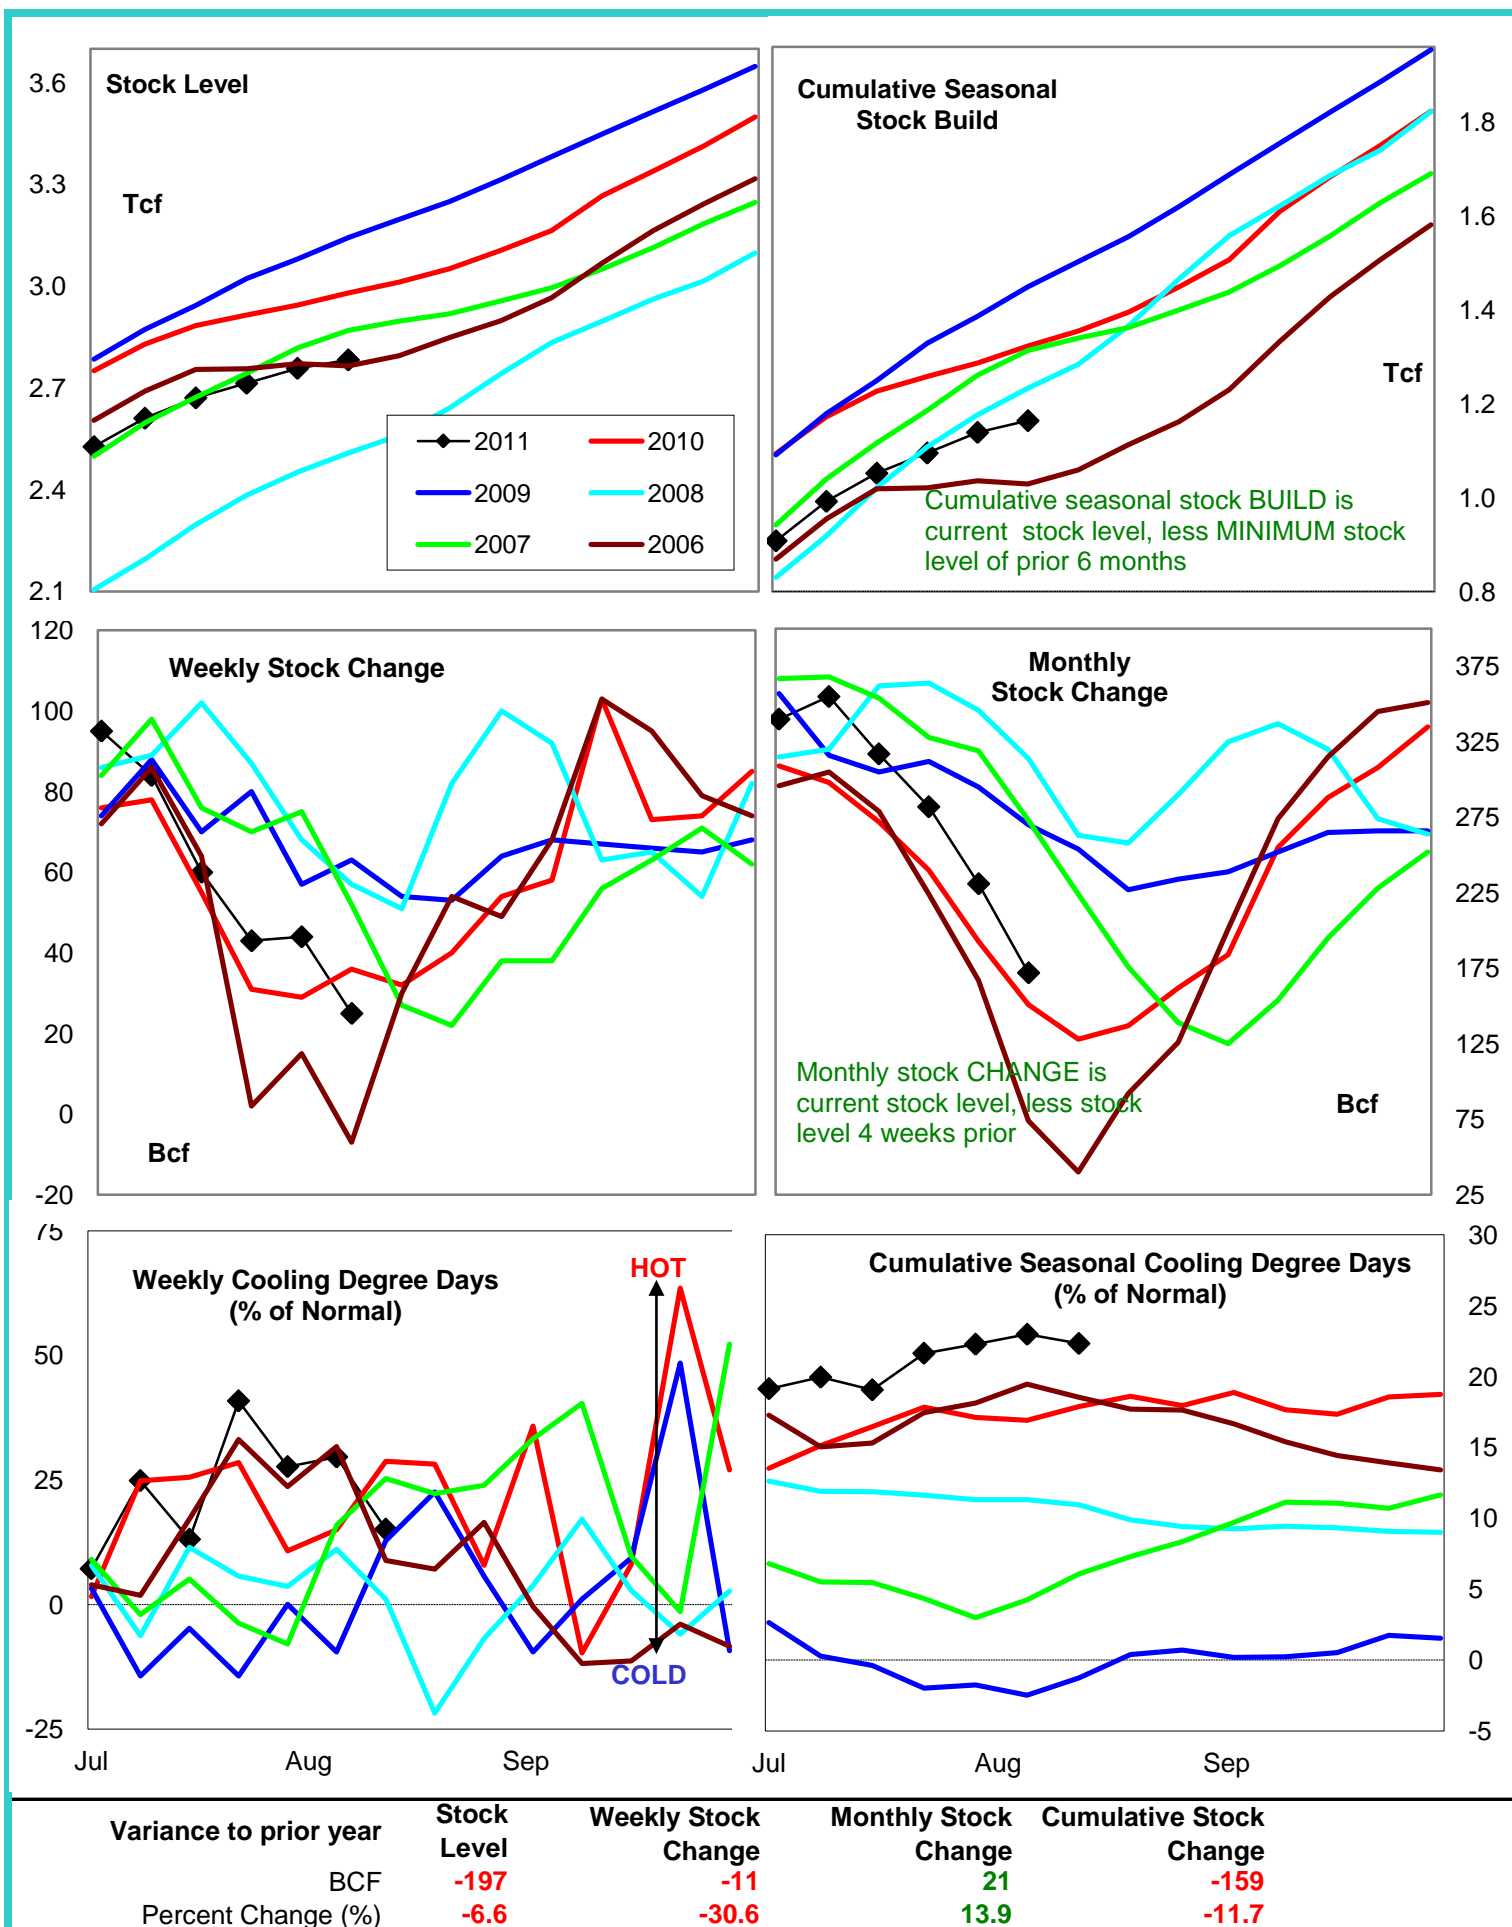 Stock Level
Tcf
3.6
3.3
3.0
2.7
2.4
2.1
2011
2010
2009
2008
2007
2006
Cumulative Seasonal
Stock Build
Tcf
1.8
1.6
1.4
1.2
1.0
0.8
Cumulative seasonal stock BUILD is
current stock level, less MINIMUM stock
level of prior 6 months
Weekly Stock Change
120
100
80
60
40
20
0
-20
Bcf
Monthly
Stock Change
375
325
275
225
175
125
75
25
Monthly stock CHANGE is
current stock level, less stock
level 4 weeks prior
Bcf
75
50
25
0
-25
Weekly Cooling Degree Days
(% of Normal)
HOT
COLD
Jul
Aug
Sep
Cumulative Seasonal Cooling Degree Days
(% of Normal)
30
25
20
15
10
5
0
-5
Jul
Aug
Sep
Variance to prior year
Stock
Level
Weekly Stock
Change
Monthly Stock
Change
Cumulative Stock
Change
BCF -197 -11 21 -159
Percent Change (%) -6.6 -30.6 13.9 -11.7